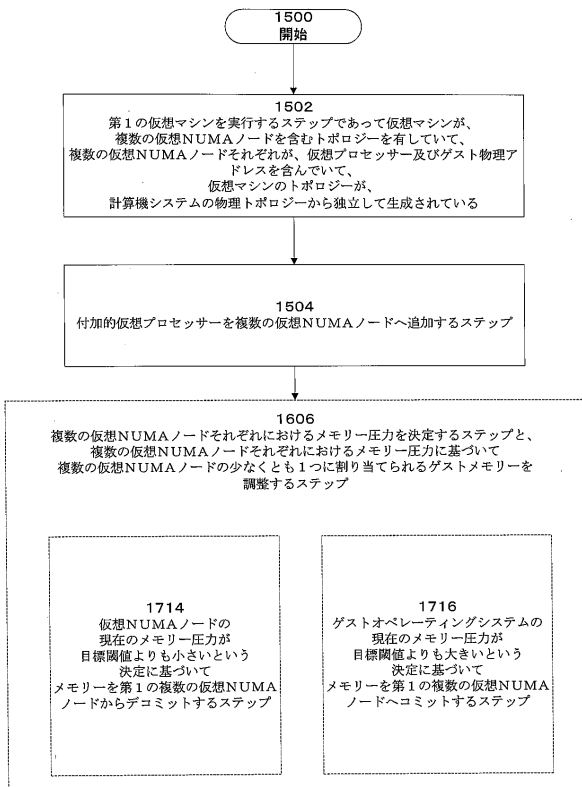 1500
開始
1502
第1の仮想マシンを実行するステップであって仮想マシンが、
複数の仮想NUMAノードを含むトポロジーを有していて、
複数の仮想NUMAノードそれぞれが、仮想プロセッサー及びゲスト物理ア
ドレスを含んでいて、
仮想マシンのトポロジーが、
計算機システムの物理トポロジーから独立して生成されている
1504
付加的仮想プロセッサーを複数の仮想NUMAノードへ追加するステップ
1606
複数の仮想NUMAノードそれぞれにおけるメモリー圧力を決定するステップと、
複数の仮想NUMAノードそれぞれにおけるメモリー圧力に基づいて
複数の仮想NUMAノードの少なくとも1つに割り当てられるゲストメモリーを
調整するステップ
1714
仮想NUMAノードの
現在のメモリー圧力が
目標閾値よりも小さいという
決定に基づいて
メモリーを第1の複数の仮想NUMA
ノードからデコミットするステップ
1716
ゲストオペレーティングシステムの
現在のメモリー圧力が
目標閾値よりも大きいという
決定に基づいて
メモリーを第1の複数の仮想NUMA
ノードへコミットするステップ